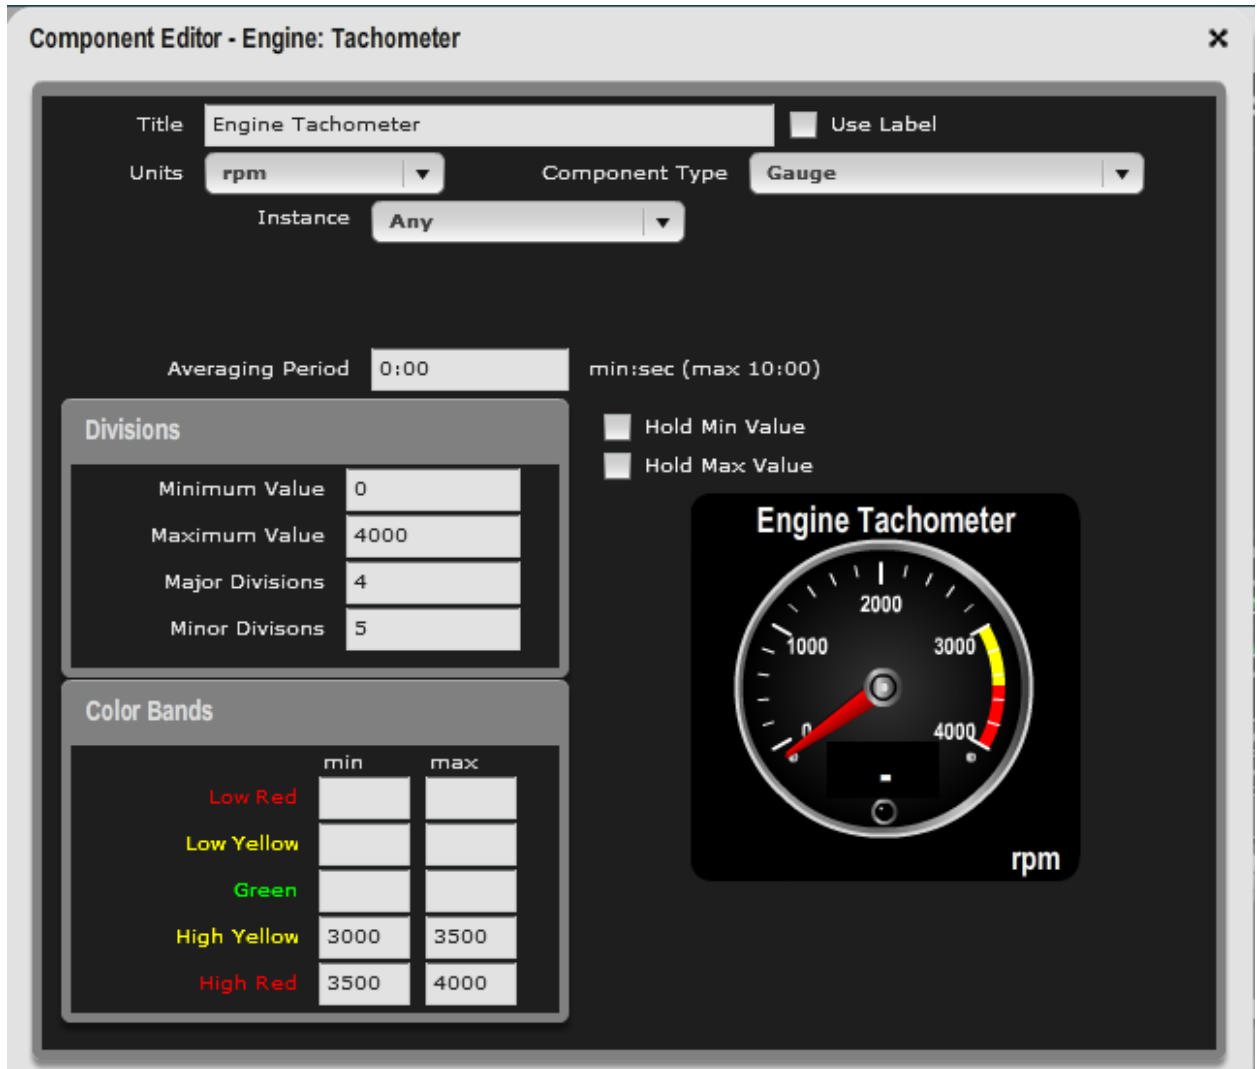 Component Editor - Engine: Tachometer
Title Engine Tachometer Use Label
Units rpm Component Type Gauge
Instance Any
Averaging Period 0:00 min:sec (max 10:00)
Divisions
Hold Min Value
Hold Max Value
Minimum Value 0
Maximum Value 4000
Major Divisions 4
Minor Divisons 5
Engine Tachometer
2000
1000 3000
0 4000
-
rpm
Color Bands
min max
Low Red
Low Yellow
Green
High Yellow 3000 3500
High Red 3500 4000